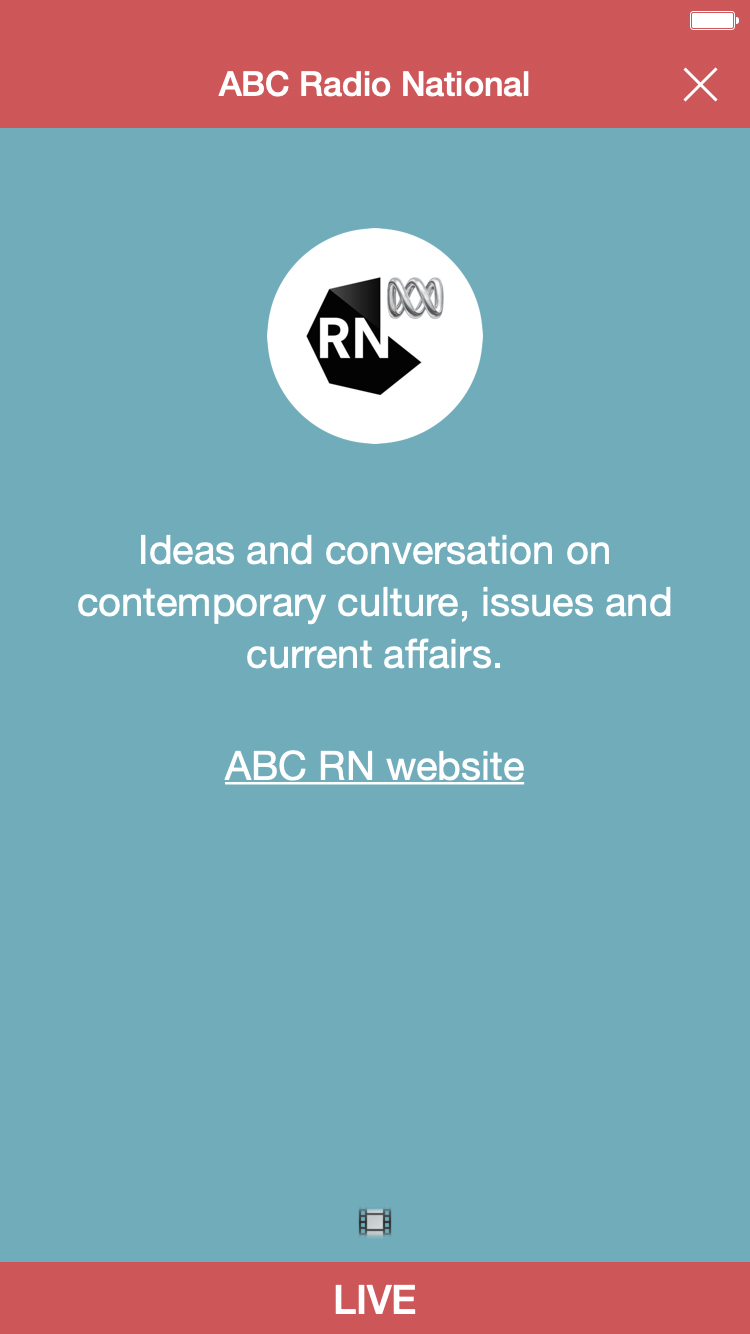 ABC Radio National
RN
Ideas and conversation on
contemporary culture, issues and
current affairs.
ABC RN website
LIVE